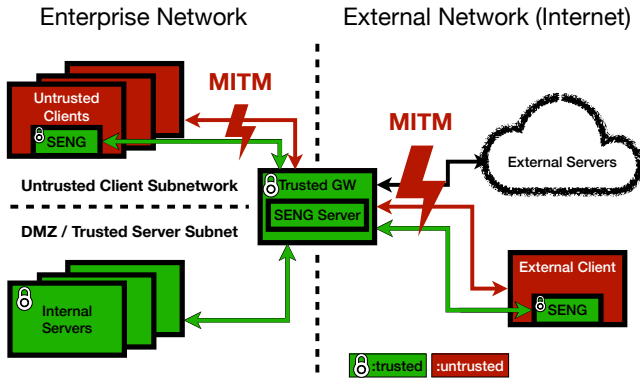 Enterprise Network
External Network (Internet)
MITM
MITM
Untrusted
Clients
SENG
External Servers
Untrusted Client Subnetwork
Trusted GW
SENG Server
DMZ / Trusted Server Subnet
External Client
SENG
Internal
Servers
:trusted
:untrusted